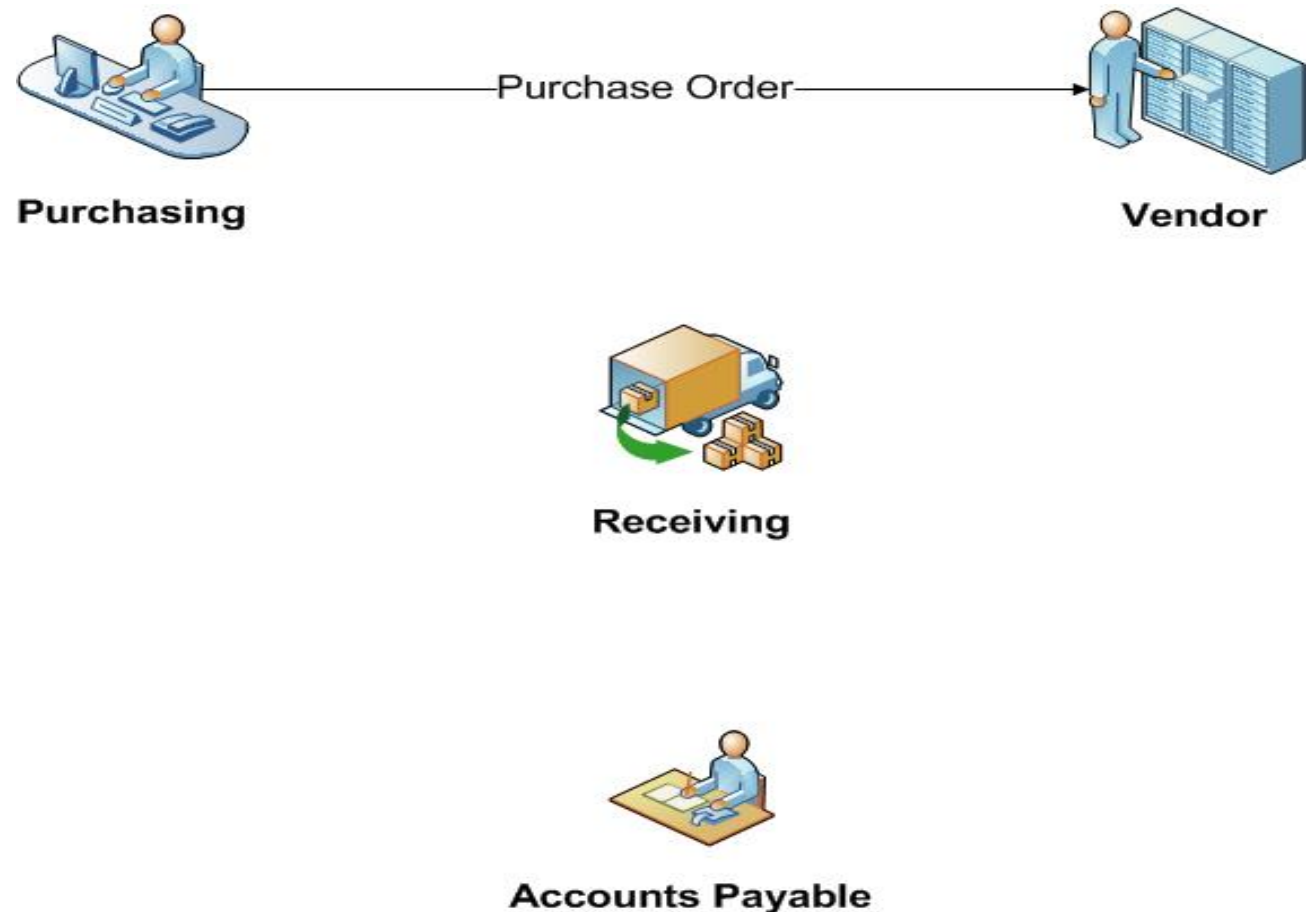 Purchase Order
Purchasing
Vendor
Receiving
Accounts Payable